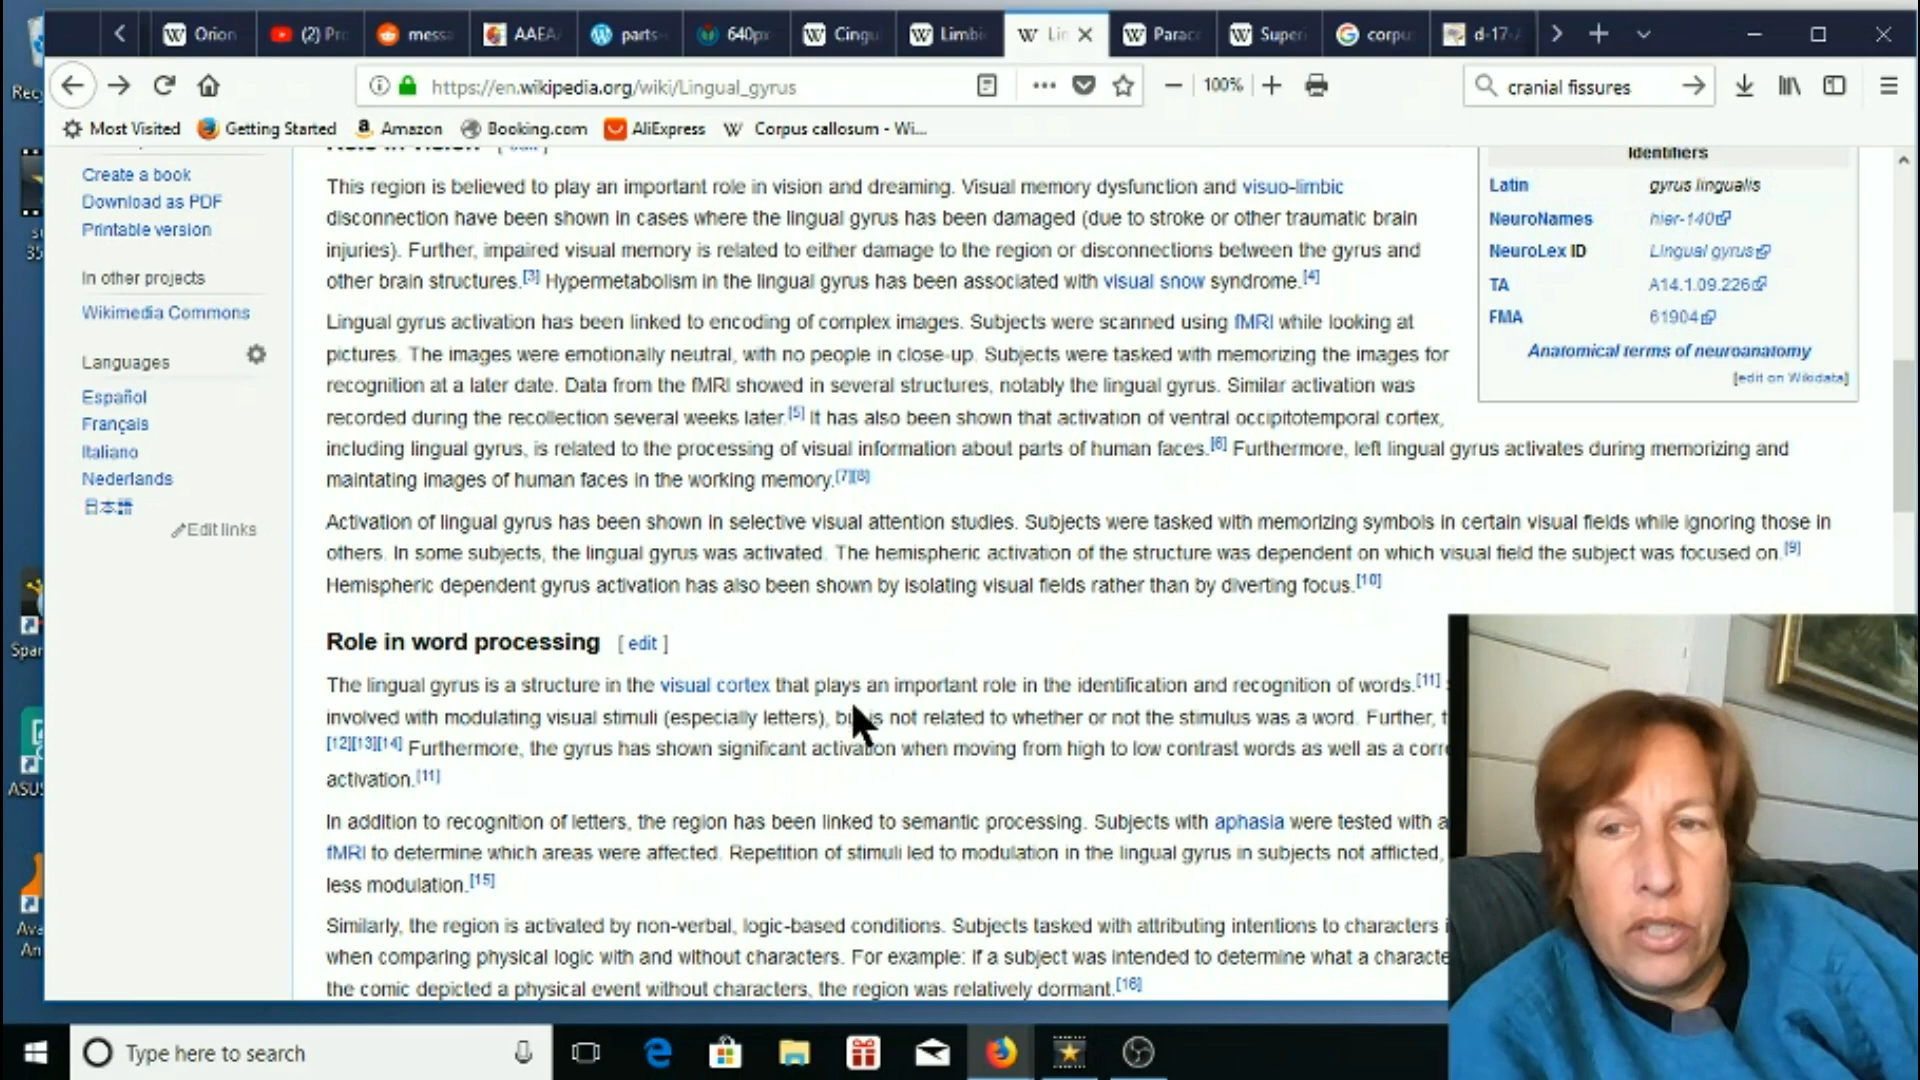 Orion
(2) Pr
messa
AAEA
parts-
640px
Cingu
Limbic
Lin
Parac
Superi
corpu
d-17-
https://en.wikipedia.org/wiki/Lingual_gyrus
100%
cranial fissures
Most Visited
Getting Started
Amazon
Booking.com
AliExpress
Corpus callosum - Wi...
Create a book
Download as PDF
Printable version
In other projects
Wikimedia Commons
Languages
Español
Français
Italiano
Nederlands
日本語
Edit links
Role in vision [ edit ]
This region is believed to play an important role in vision and dreaming. Visual memory dysfunction and visuo-limbic
disconnection have been shown in cases where the lingual gyrus has been damaged (due to stroke or other traumatic brain
injuries). Further, impaired visual memory is related to either damage to the region or disconnections between the gyrus and
other brain structures.[3] Hypermetabolism in the lingual gyrus has been associated with visual snow syndrome.[4]
Lingual gyrus activation has been linked to encoding of complex images. Subjects were scanned using fMRI while looking at
pictures. The images were emotionally neutral, with no people in close-up. Subjects were tasked with memorizing the images for
recognition at a later date. Data from the fMRI showed in several structures, notably the lingual gyrus. Similar activation was
recorded during the recollection several weeks later.[5] It has also been shown that activation of ventral occipitotemporal cortex,
including lingual gyrus, is related to the processing of visual information about parts of human faces.[6] Furthermore, left lingual gyrus activates during memorizing and
maintating images of human faces in the working memory.[7][8]
Activation of lingual gyrus has been shown in selective visual attention studies. Subjects were tasked with memorizing symbols in certain visual fields while ignoring those in
others. In some subjects, the lingual gyrus was activated. The hemispheric activation of the structure was dependent on which visual field the subject was focused on.[9]
Hemispheric dependent gyrus activation has also been shown by isolating visual fields rather than by diverting focus.[10]
Role in word processing [ edit ]
The lingual gyrus is a structure in the visual cortex that plays an important role in the identification and recognition of words.[11]
involved with modulating visual stimuli (especially letters), but is not related to whether or not the stimulus was a word. Further, t
[12][13][14] Furthermore, the gyrus has shown significant activation when moving from high to low contrast words as well as a corre
activation.[11]
In addition to recognition of letters, the region has been linked to semantic processing. Subjects with aphasia were tested with a
fMRI to determine which areas were affected. Repetition of stimuli led to modulation in the lingual gyrus in subjects not afflicted,
less modulation.[15]
Similarly, the region is activated by non-verbal, logic-based conditions. Subjects tasked with attributing intentions to characters i
when comparing physical logic with and without characters. For example: if a subject was intended to determine what a characte
the comic depicted a physical event without characters, the region was relatively dormant.[16]
Identifiers
Latin gyrus lingualis
NeuroNames hier-140
NeuroLex ID Lingual gyrus
TA A14.1.09.226
FMA 61904
Anatomical terms of neuroanatomy
[edit on Wikidata]
Recy
35
Spar
ASUS
Ava
An
Type here to search